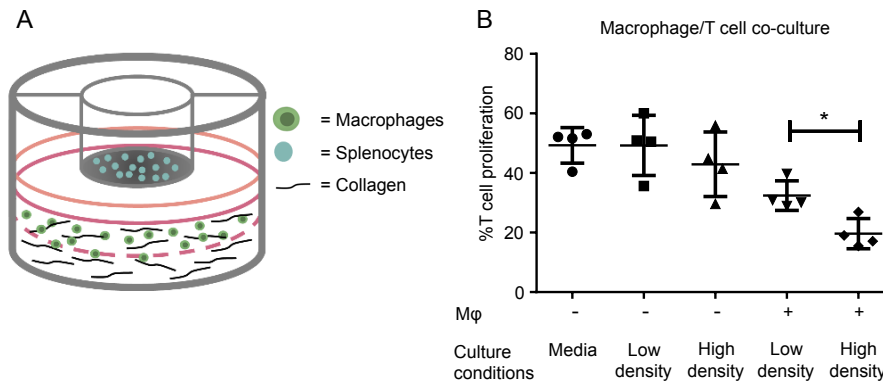 A
= Macrophages
= Splenocytes
= Collagen
B
Macrophage/T cell co-culture
%T cell proliferation
80
60
40
20
0
*
Mφ - - - + +
Culture conditions
Media
Low density
High density
Low density
High density